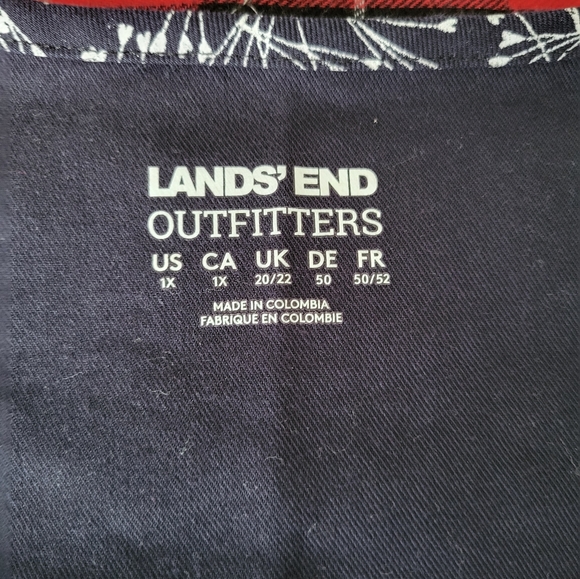 LANDS' END
OUTFITTERS
US CA UK DE FR
1X 1X 20/22 50 50/52
MADE IN COLOMBIA
FABRIQUE EN COLOMBIE